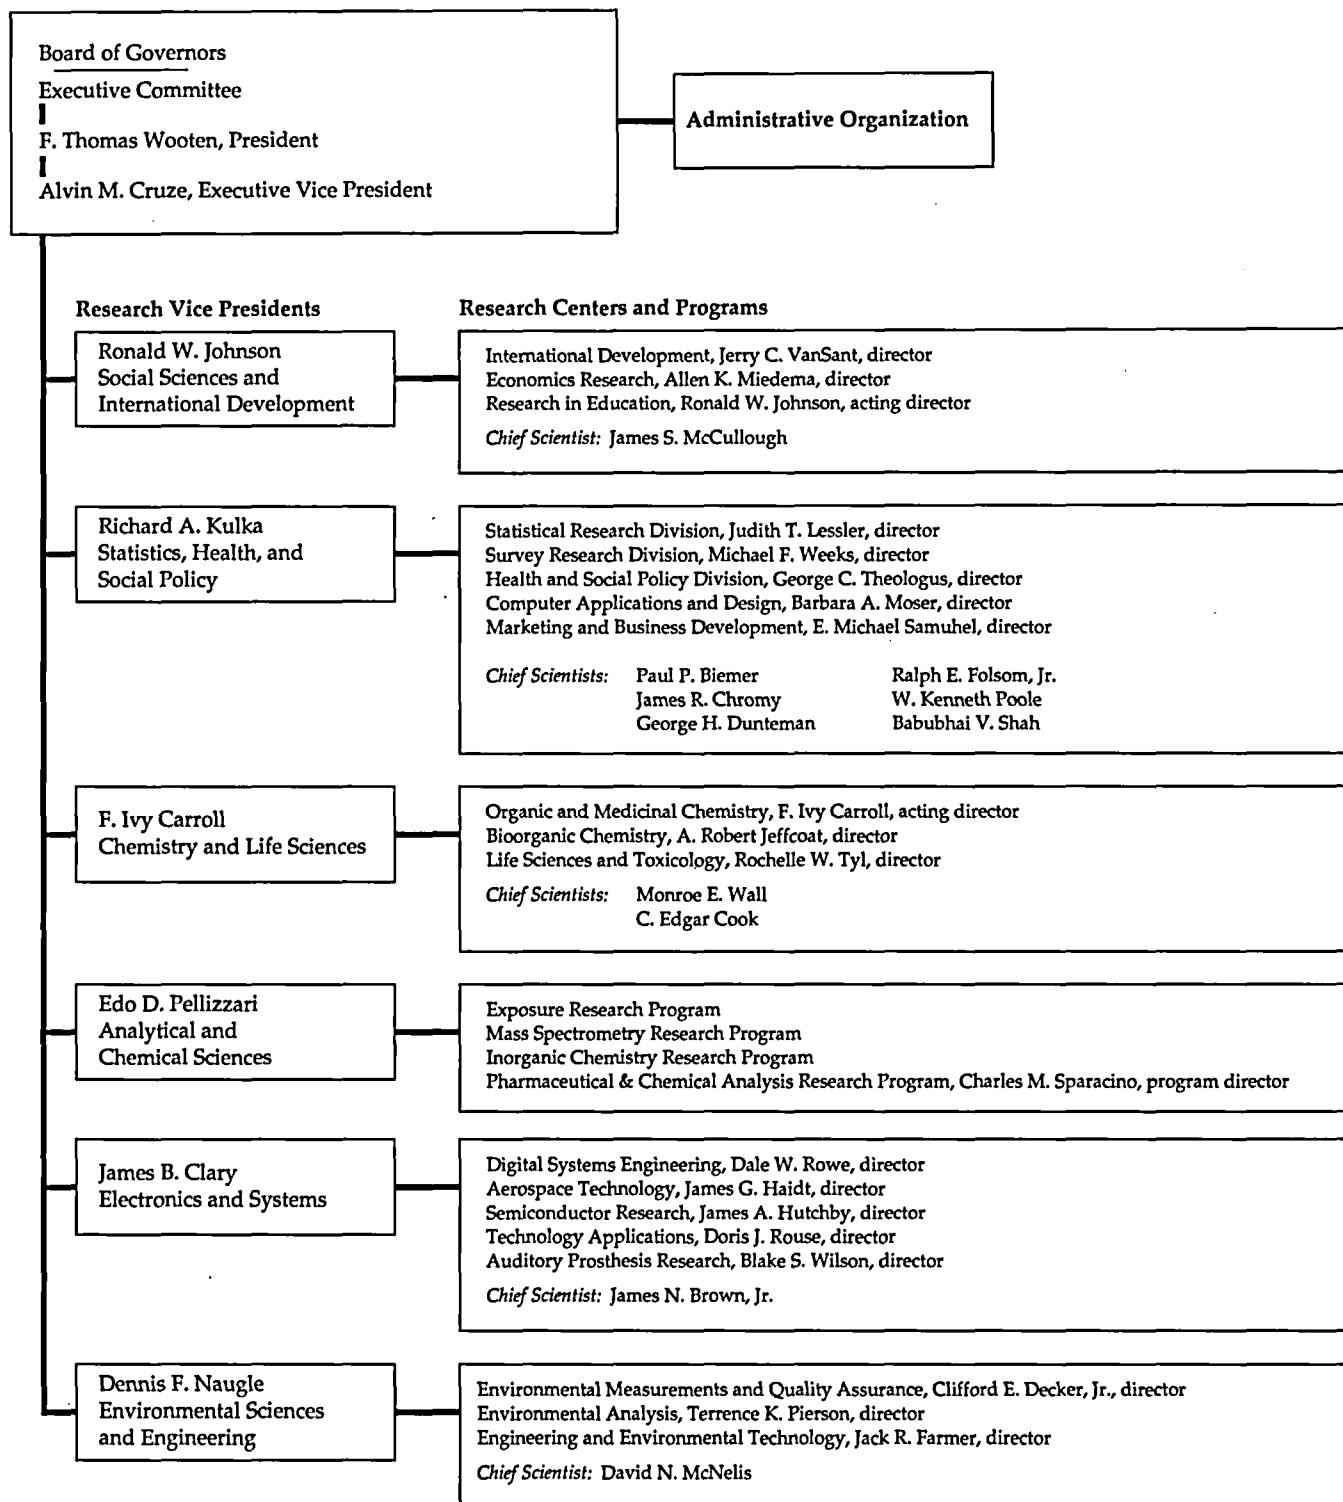 Board of Governors
Executive Committee
F. Thomas Wooten, President
Alvin M. Cruze, Executive Vice President
Administrative Organization
Research Vice Presidents
Research Centers and Programs
Ronald W. Johnson
Social Sciences and
International Development
International Development, Jerry C. VanSant, director
Economics Research, Allen K. Miedema, director
Research in Education, Ronald W. Johnson, acting director
Chief Scientist: James S. McCullough
Richard A. Kulka
Statistics, Health, and
Social Policy
Statistical Research Division, Judith T. Lessler, director
Survey Research Division, Michael F. Weeks, director
Health and Social Policy Division, George C. Theologus, director
Computer Applications and Design, Barbara A. Moser, director
Marketing and Business Development, E. Michael Samuhel, director
Chief Scientists: Paul P. Biemer Ralph E. Folsom, Jr.
James R. Chromy W. Kenneth Poole
George H. Dunteman Babubhai V. Shah
F. Ivy Carroll
Chemistry and Life Sciences
Organic and Medicinal Chemistry, F. Ivy Carroll, acting director
Bioorganic Chemistry, A. Robert Jeffcoat, director
Life Sciences and Toxicology, Rochelle W. Tyl, director
Chief Scientists: Monroe E. Wall
C. Edgar Cook
Edo D. Pellizzari
Analytical and
Chemical Sciences
Exposure Research Program
Mass Spectrometry Research Program
Inorganic Chemistry Research Program
Pharmaceutical & Chemical Analysis Research Program, Charles M. Sparacino, program director
James B. Clary
Electronics and Systems
Digital Systems Engineering, Dale W. Rowe, director
Aerospace Technology, James G. Haidt, director
Semiconductor Research, James A. Hutchby, director
Technology Applications, Doris J. Rouse, director
Auditory Prosthesis Research, Blake S. Wilson, director
Chief Scientist: James N. Brown, Jr.
Dennis F. Naugle
Environmental Sciences
and Engineering
Environmental Measurements and Quality Assurance, Clifford E. Decker, Jr., director
Environmental Analysis, Terrence K. Pierson, director
Engineering and Environmental Technology, Jack R. Farmer, director
Chief Scientist: David N. McNelis